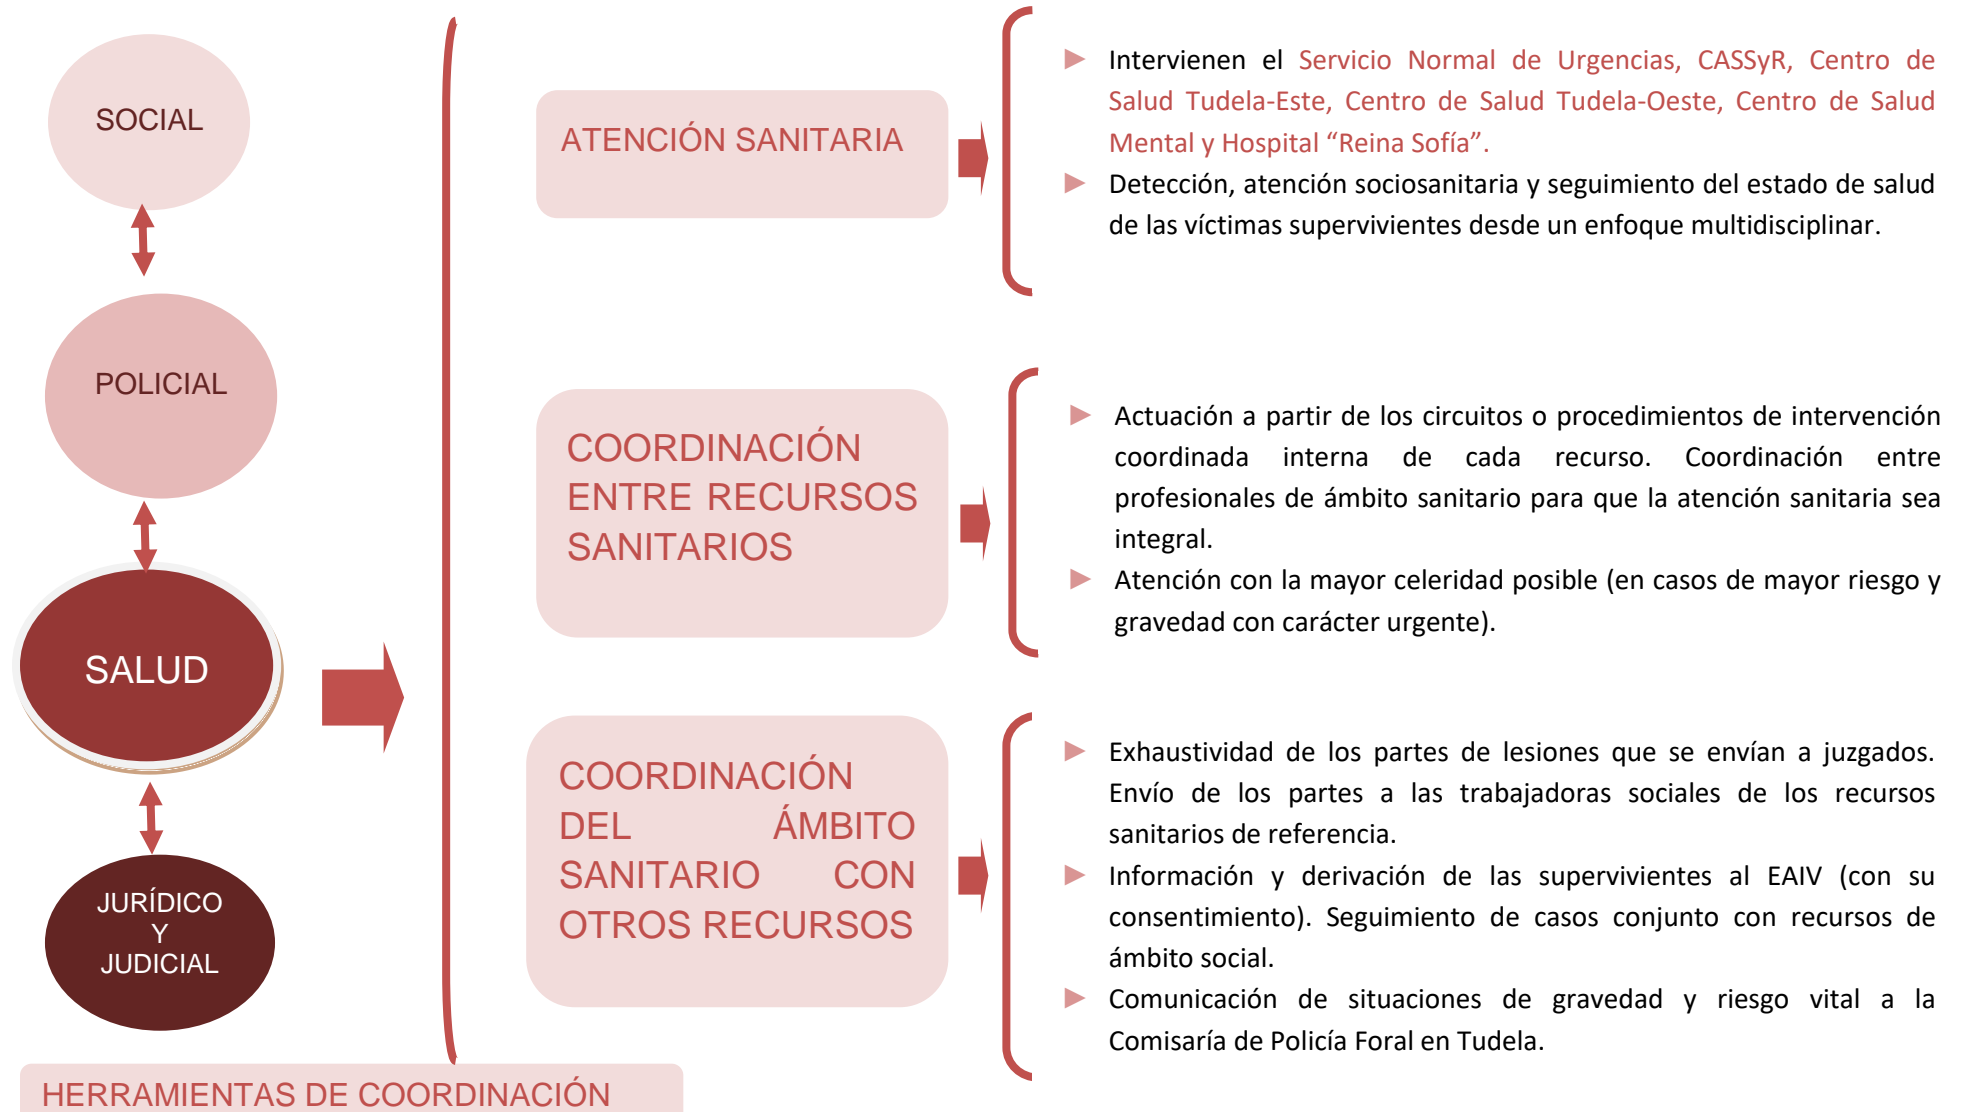 SOCIAL
POLICIAL
SALUD
JURÍDICO
Y
JUDICIAL
ATENCIÓN SANITARIA
Intervienen el Servicio Normal de Urgencias, CASSyR, Centro de
Salud Tudela-Este, Centro de Salud Tudela-Oeste, Centro de Salud
Mental y Hospital “Reina Sofía”.
Detección, atención sociosanitaria y seguimiento del estado de salud
de las víctimas supervivientes desde un enfoque multidisciplinar.
COORDINACIÓN
ENTRE RECURSOS
SANITARIOS
Actuación a partir de los circuitos o procedimientos de intervención
coordinada interna de cada recurso. Coordinación entre
profesionales de ámbito sanitario para que la atención sanitaria sea
integral.
Atención con la mayor celeridad posible (en casos de mayor riesgo y
gravedad con carácter urgente).
COORDINACIÓN
DEL ÁMBITO
SANITARIO CON
OTROS RECURSOS
Exhaustividad de los partes de lesiones que se envían a juzgados.
Envío de los partes a las trabajadoras sociales de los recursos
sanitarios de referencia.
Información y derivación de las supervivientes al EAIV (con su
consentimiento). Seguimiento de casos conjunto con recursos de
ámbito social.
Comunicación de situaciones de gravedad y riesgo vital a la
Comisaría de Policía Foral en Tudela.
HERRAMIENTAS DE COORDINACIÓN